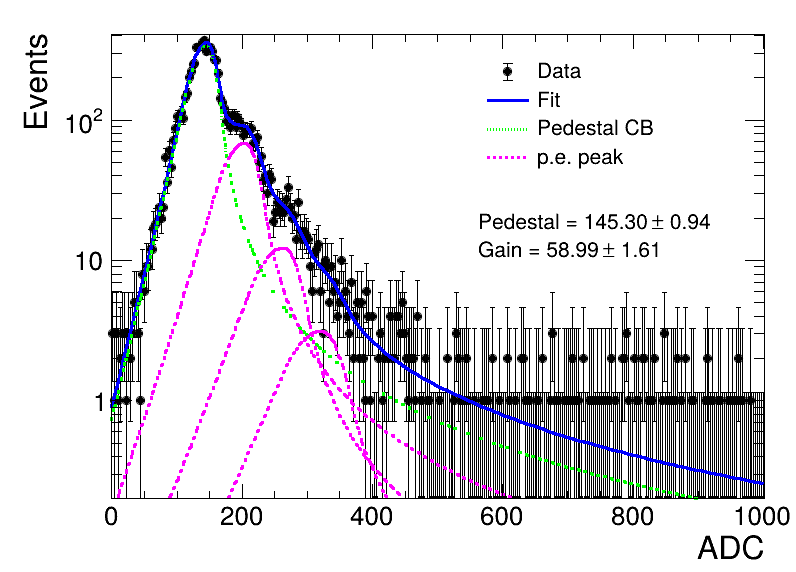 Events
Data
Fit
Pedestal CB
p.e. peak
Pedestal = 145.30 ± 0.94
Gain = 58.99 ± 1.61
10²
10
1
0 200 400 600 800 1000
ADC